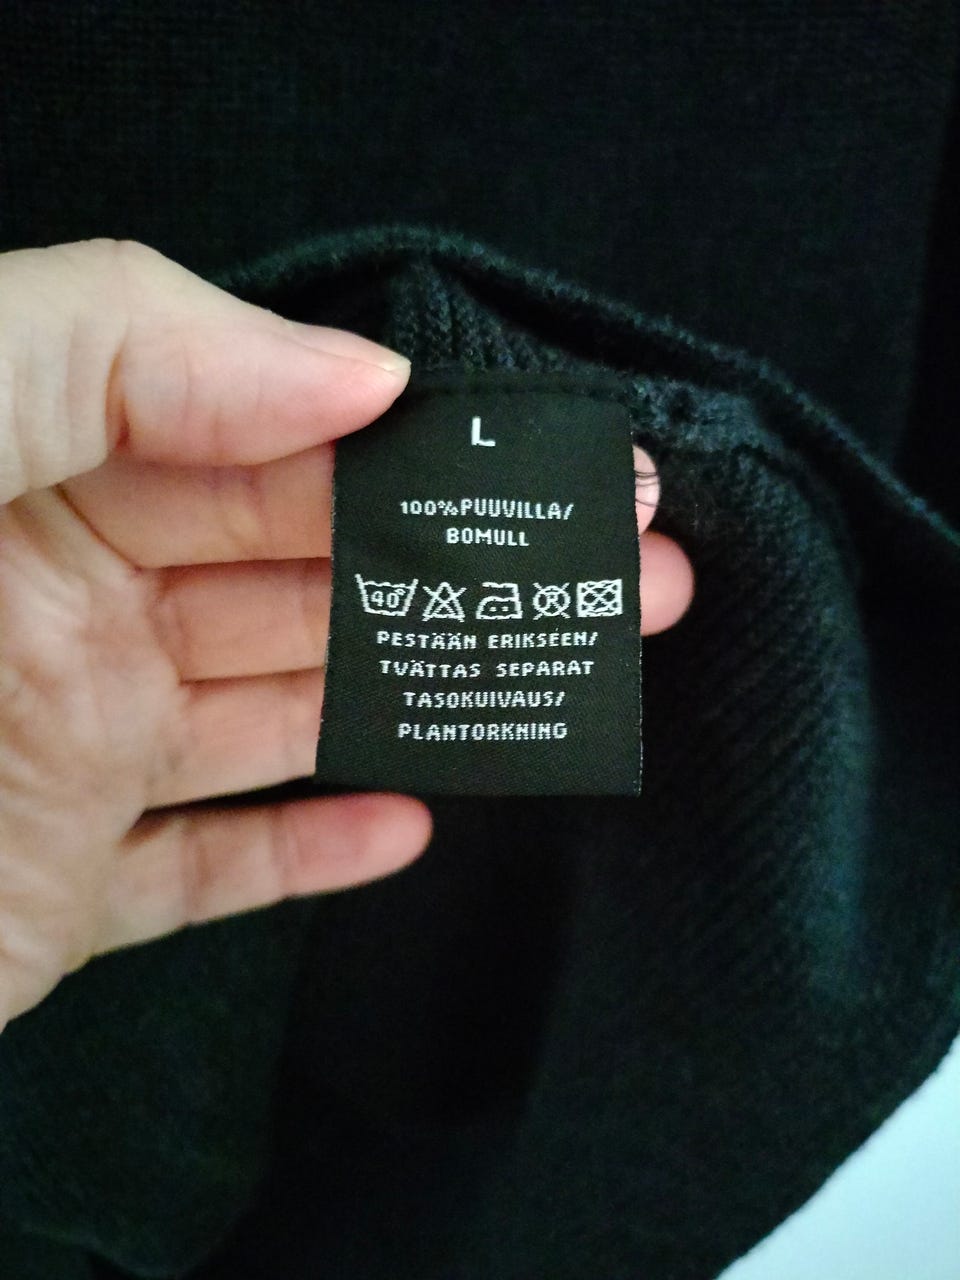 L
100%PUUVILLA/
BOMULL
40°
PESTÄÄN ERIKSEEN/
TVÄTTAS SEPARAT
TASOKUIVAUS/
PLANTORKNING